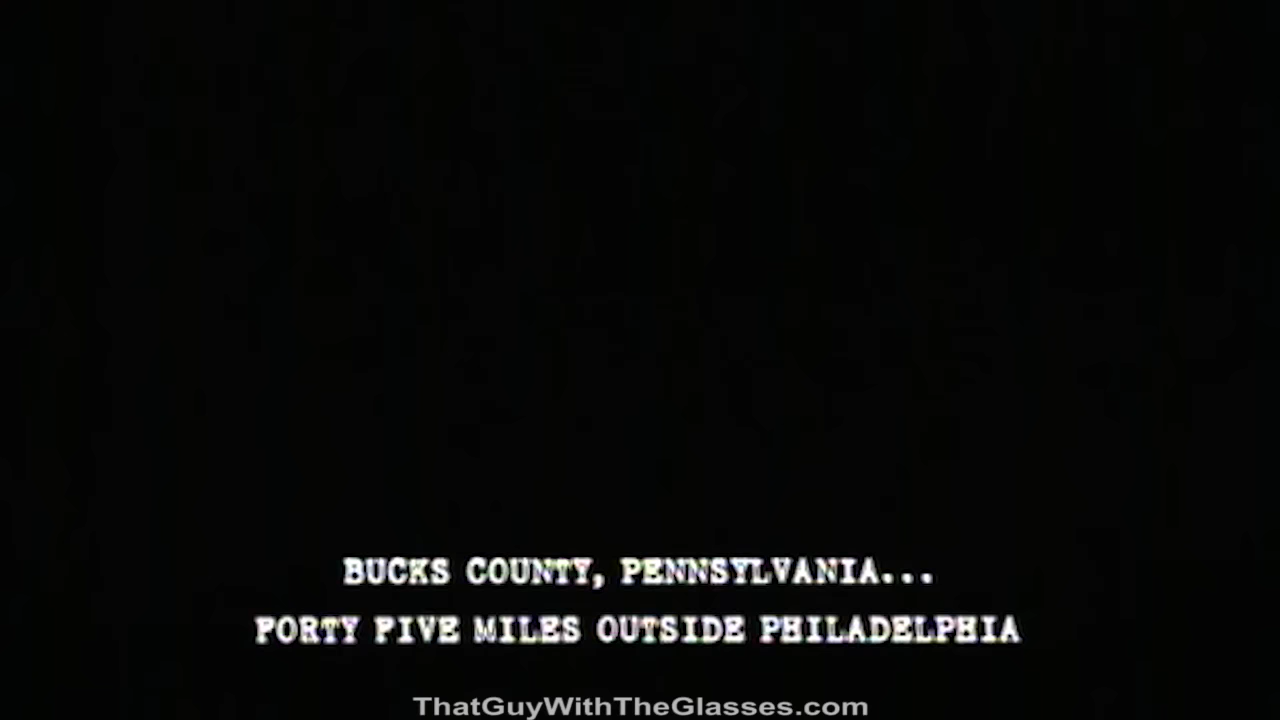 BUCKS COUNTY, PENNSYLVANIA...
FORTY FIVE MILES OUTSIDE PHILADELPHIA
ThatGuyWithTheGlasses.com